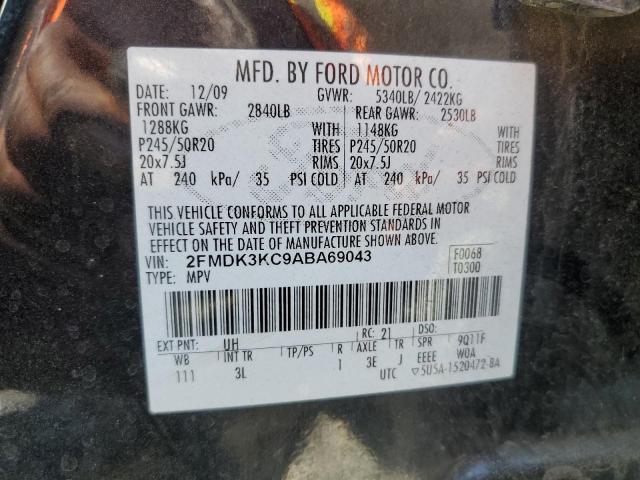 MFD. BY FORD MOTOR CO.
DATE: 12/09 GVWR: 5340LB/ 2422KG
FRONT GAWR: 2840LB REAR GAWR: 2530LB
1288KG WITH 1148KG WITH
P245/50R20 TIRES P245/50R20 TIRES
20x7.5J RIMS 20x7.5J RIMS
AT 240 kPa/ 35 PSI COLD AT 240 kPa/ 35 PSI COLD
THIS VEHICLE CONFORMS TO ALL APPLICABLE FEDERAL MOTOR
VEHICLE SAFETY AND THEFT PREVENTION STANDARDS IN
EFFECT ON THE DATE OF MANUFACTURE SHOWN ABOVE.
VIN: 2FMDK3KC9ABA69043 F0068
TYPE: MPV T0300
EXT PNT: UH RC: 21 DSO:
WB INT TR TP/PS R AXLE TR SPR 9Q11F
111 3L 1 3E J EEEE WOA
UTC ▽5U5A-1520472-BA